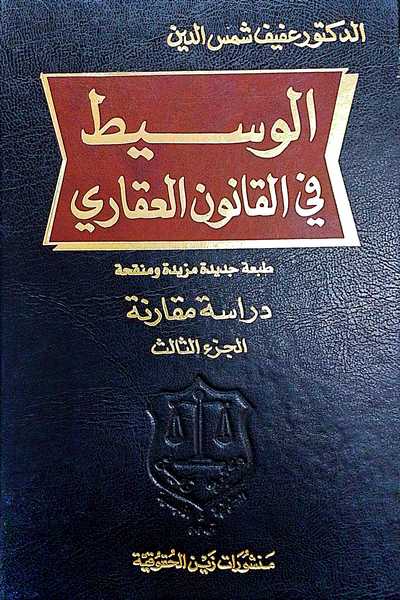 الدكتور عفيف شمس الدين
الوسيط
في القانون العقاري
طبعة جديدة مزيدة ومنقحة
دراسة مقارنة
الجزء الثالث
منشورات زين الحقوقية